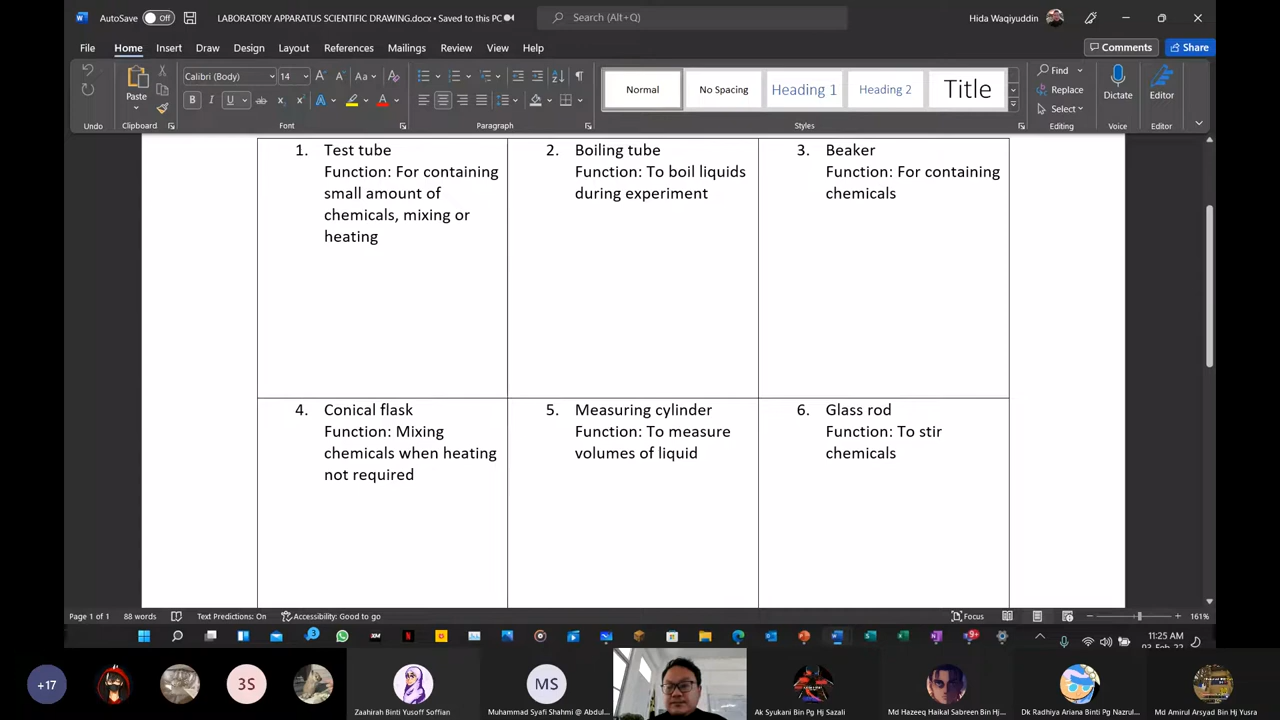 AutoSave Off LABORATORY APPARATUS SCIENTIFIC DRAWING.docx • Saved to this PC Search (Alt+Q) Hida Waqiyuddin
File Home Insert Draw Design Layout References Mailings Review View Help Comments Share
Paste Calibri (Body) 14 Normal No Spacing Heading 1 Heading 2 Title Find Replace Select Dictate Editor
Undo Clipboard Font Paragraph Styles Editing Voice Editor
1. Test tube
Function: For containing
small amount of
chemicals, mixing or
heating
2. Boiling tube
Function: To boil liquids
during experiment
3. Beaker
Function: For containing
chemicals
4. Conical flask
Function: Mixing
chemicals when heating
not required
5. Measuring cylinder
Function: To measure
volumes of liquid
6. Glass rod
Function: To stir
chemicals
Page 1 of 1 88 words Text Predictions: On Accessibility: Good to go Focus 161%
11:25 AM
03-Feb-22
+17 3S MS
Zaahirah Binti Yusoff Soffian Muhammad Syafi Shahmi @ Abdul... Ak Syukani Bin Pg Hj Sazali Md Hazeeq Haikal Sabreen Bin Hj... Dk Radhiya Ariana Binti Pg Nazrul... Md Amirul Arsyad Bin Hj Yusra